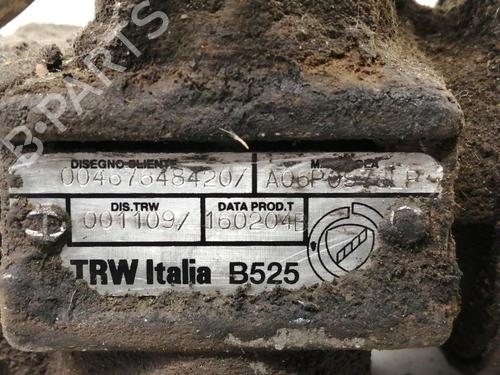 B-PARTS
DISEGNO CLIENTE
00467648420/
DIS.TRW DATA PROD.T
001109/ 160204B
TRW Italia B525